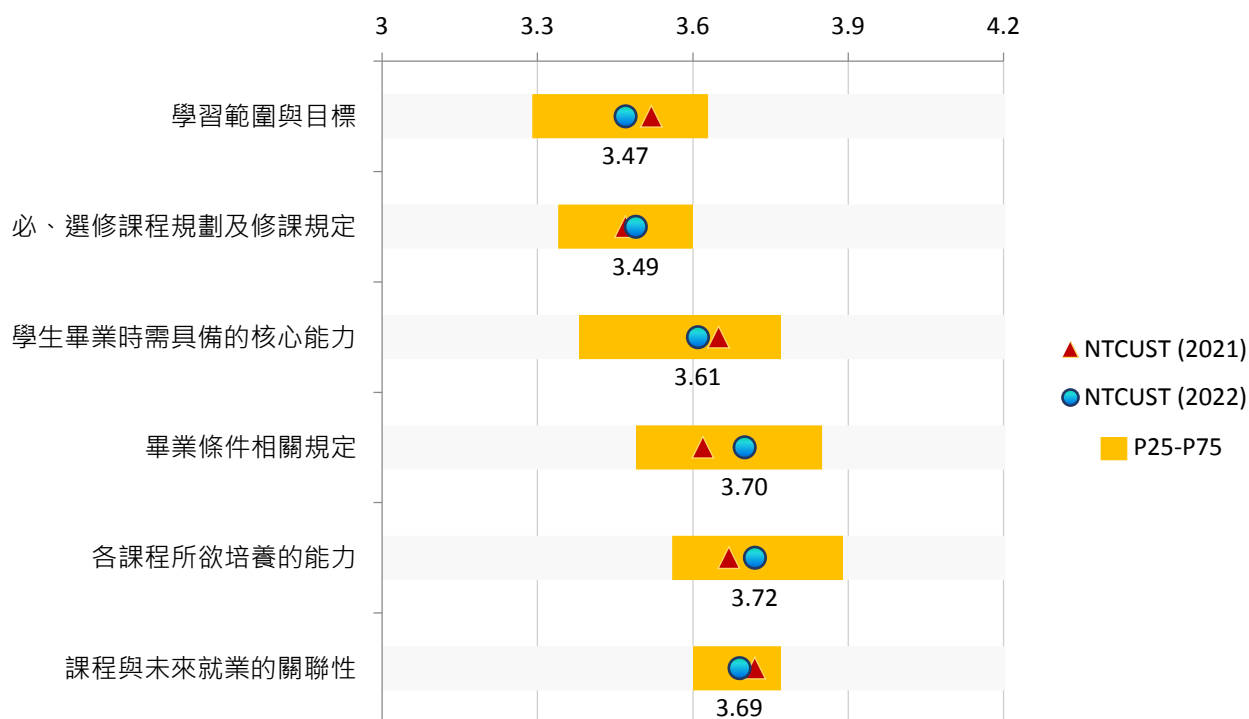 3 3.3 3.6 3.9 4.2
學習範圍與目標
3.47
必、選修課程規劃及修課規定
3.49
學生畢業時需具備的核心能力
3.61
畢業條件相關規定
3.70
各課程所欲培養的能力
3.72
課程與未來就業的關聯性
3.69
NTCUST (2021)
NTCUST (2022)
P25-P75